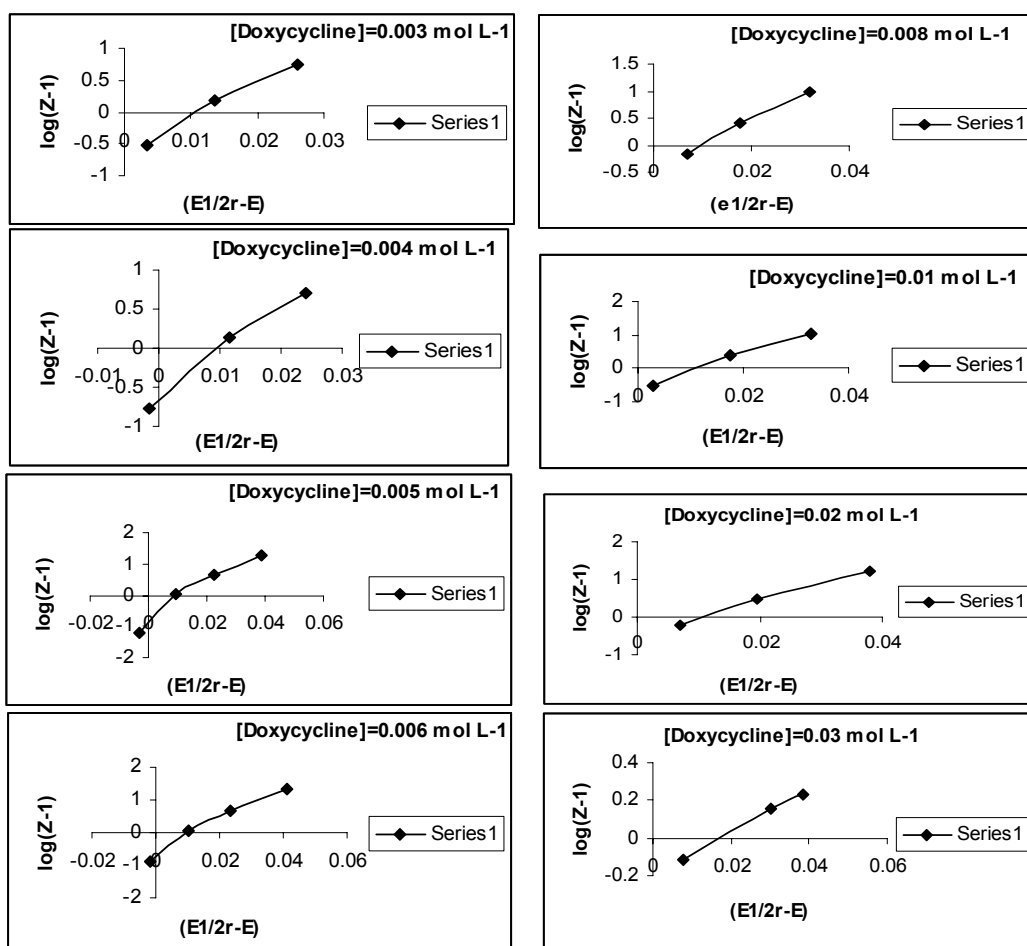 [Doxycycline]=0.003 mol L-1
log(Z-1)
1
0.5
0
-0.5
-1
0 0.01 0.02 0.03
Series1
(E1/2r-E)
[Doxycycline]=0.008 mol L-1
log(Z-1)
1.5
1
0.5
0
-0.5
0 0.02 0.04
Series1
(e1/2r-E)
[Doxycycline]=0.004 mol L-1
log(Z-1)
1
0.5
0
-0.5
-1
-0.01 0 0.01 0.02 0.03
Series1
(E1/2r-E)
[Doxycycline]=0.01 mol L-1
log(Z-1)
2
1
0
-1
0 0.02 0.04
Series1
(E1/2r-E)
[Doxycycline]=0.005 mol L-1
log(Z-1)
2
1
0
-1
-2
-0.02 0 0.02 0.04 0.06
Series1
(E1/2r-E)
[Doxycycline]=0.02 mol L-1
log(Z-1)
2
1
0
-1
0 0.02 0.04
Series1
(E1/2r-E)
[Doxycycline]=0.006 mol L-1
log(Z-1)
2
1
0
-1
-2
-0.02 0 0.02 0.04 0.06
Series1
(E1/2r-E)
[Doxycycline]=0.03 mol L-1
log(Z-1)
0.4
0.2
0
-0.2
0 0.02 0.04 0.06
Series1
(E1/2r-E)